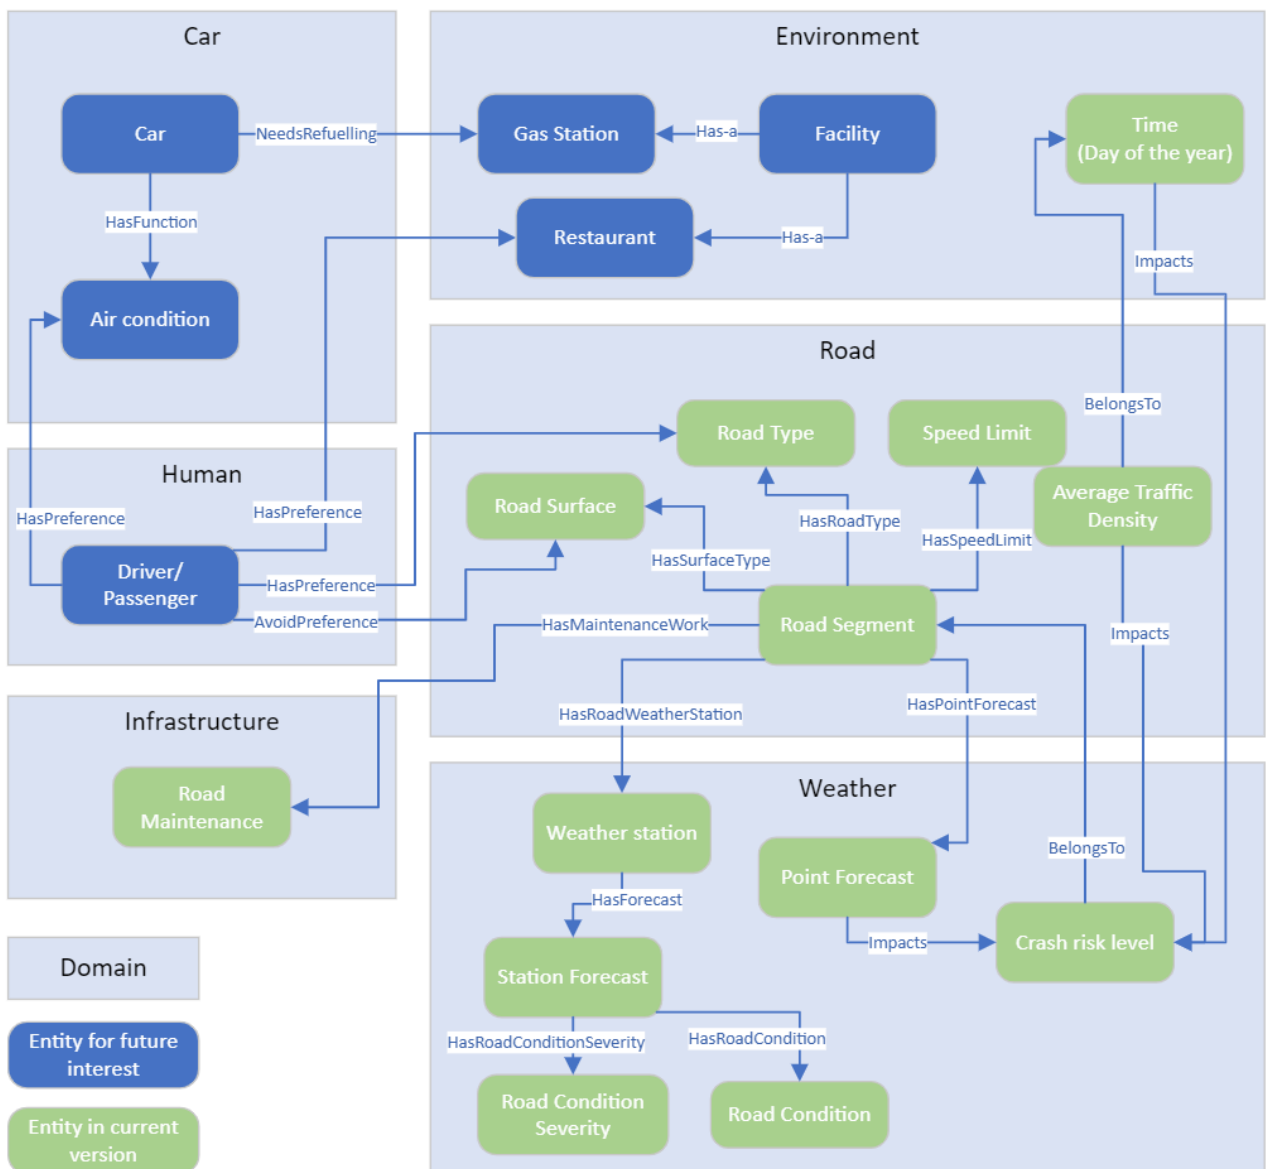 Car
Car
NeedsRefuelling
HasFunction
Air condition
Environment
Gas Station
Has-a
Facility
Restaurant
Has-a
Time
(Day of the year)
Impacts
Human
HasPreference
HasPreference
Driver/
Passenger
HasPreference
AvoidPreference
Road
Road Type
Speed Limit
BelongsTo
Road Surface
Average Traffic
Density
HasRoadType
HasSpeedLimit
HasSurfaceType
HasMaintenanceWork
Road Segment
Impacts
HasRoadWeatherStation
HasPointForecast
Infrastructure
Road
Maintenance
Weather
Weather station
BelongsTo
Point Forecast
HasForecast
Impacts
Crash risk level
Station Forecast
HasRoadConditionSeverity
HasRoadCondition
Road Condition
Severity
Road Condition
Domain
Entity for future
interest
Entity in current
version